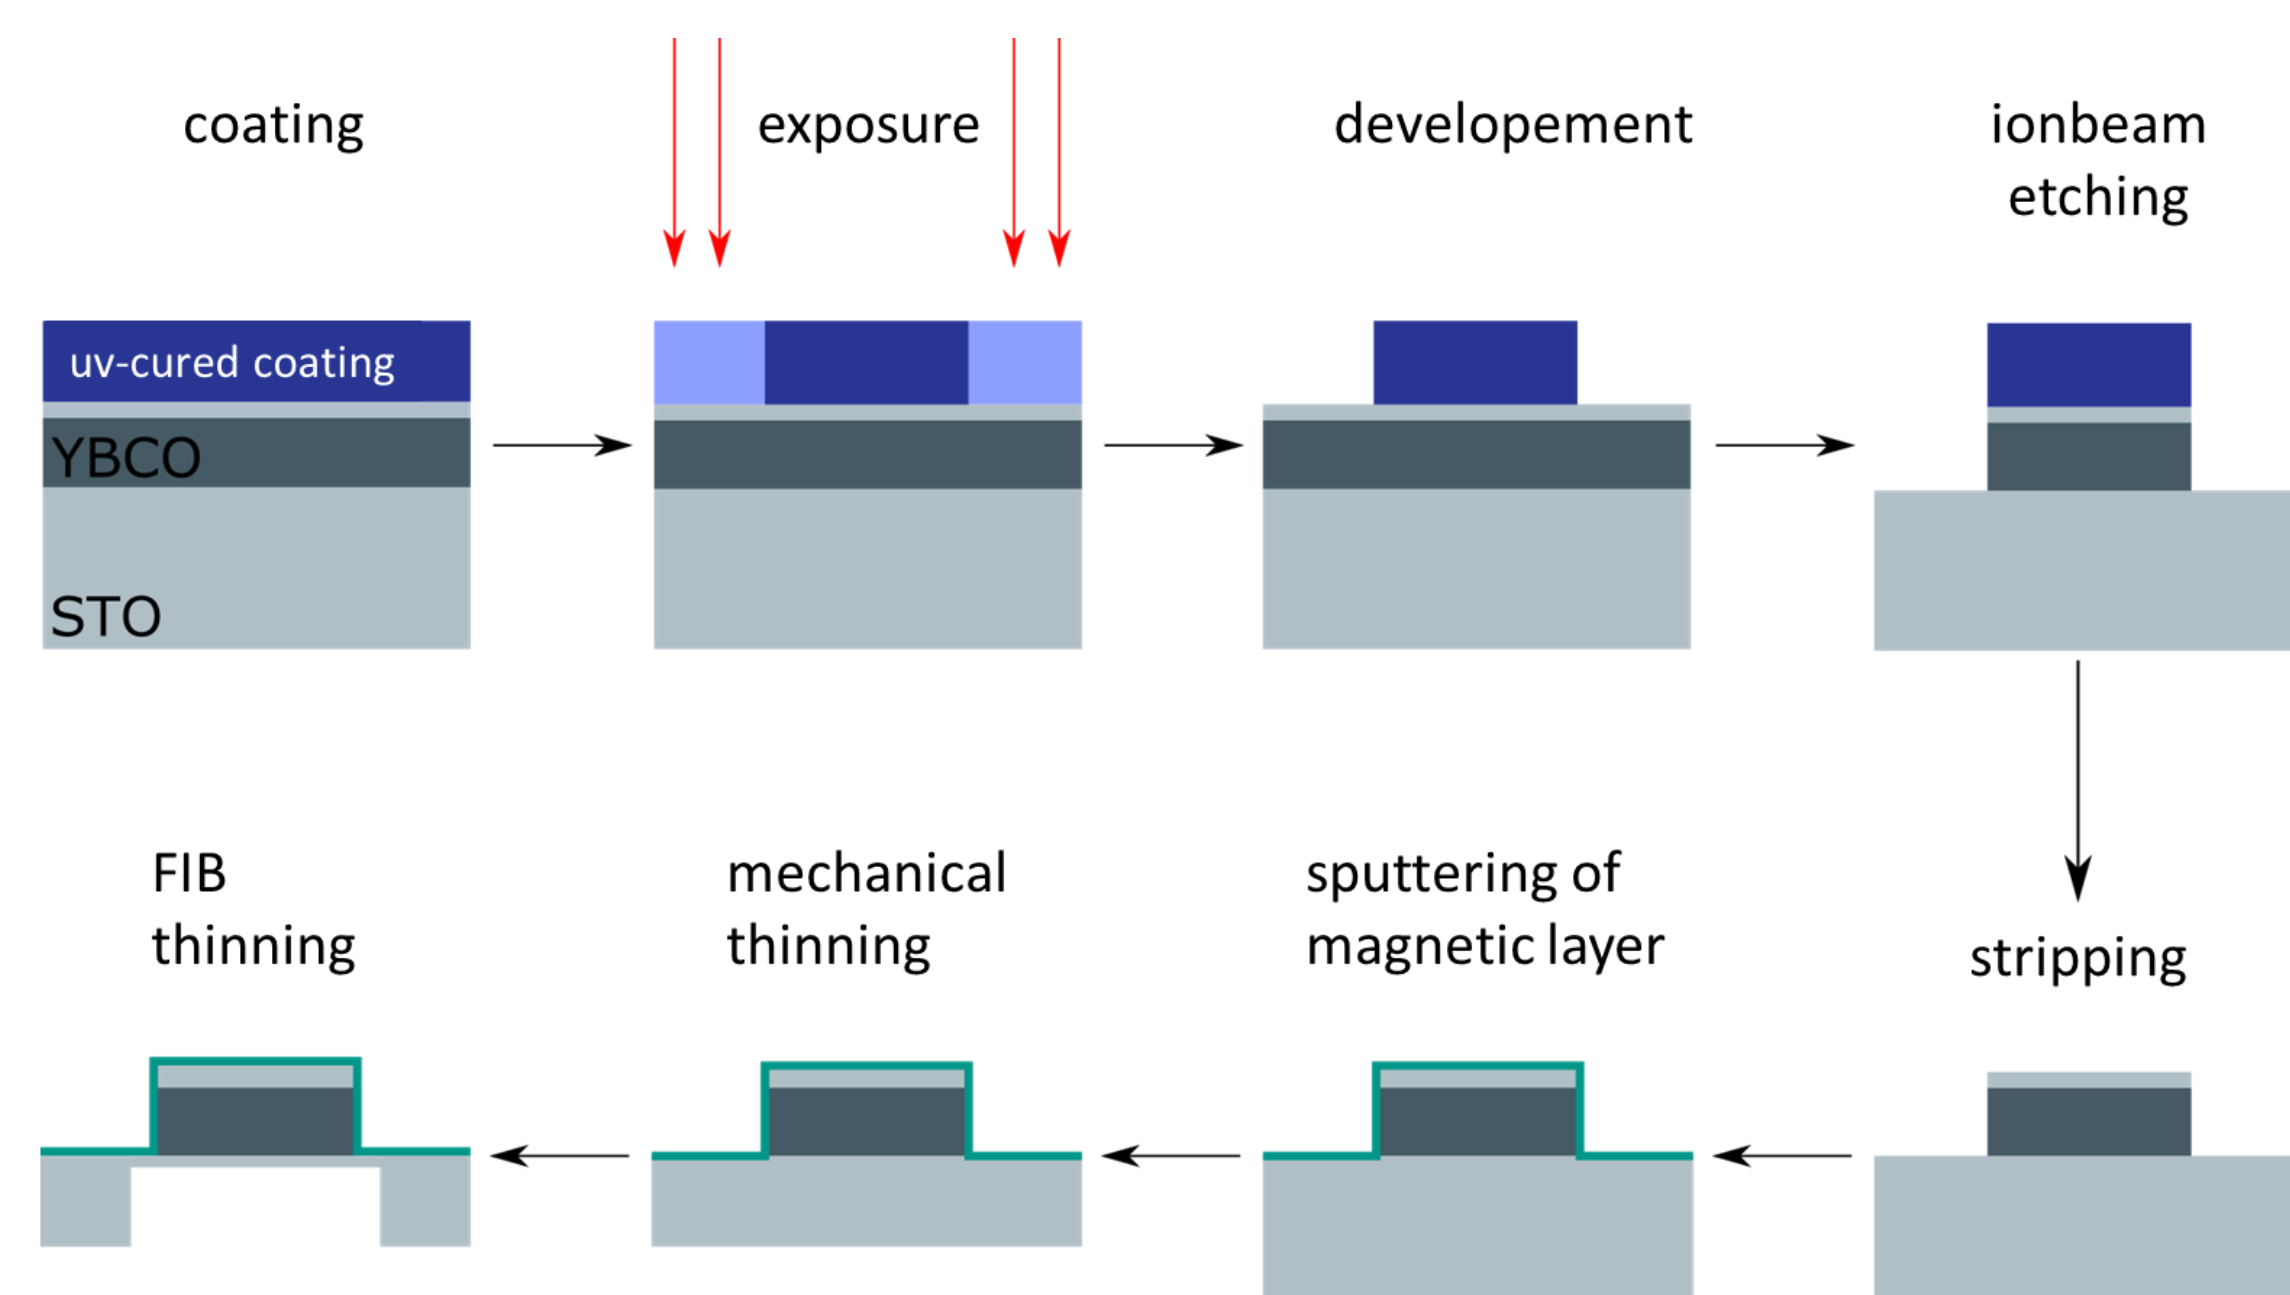 coating
exposure
developement
ionbeam
etching
uv-cured coating
YBCO
STO
FIB
thinning
mechanical
thinning
sputtering of
magnetic layer
stripping